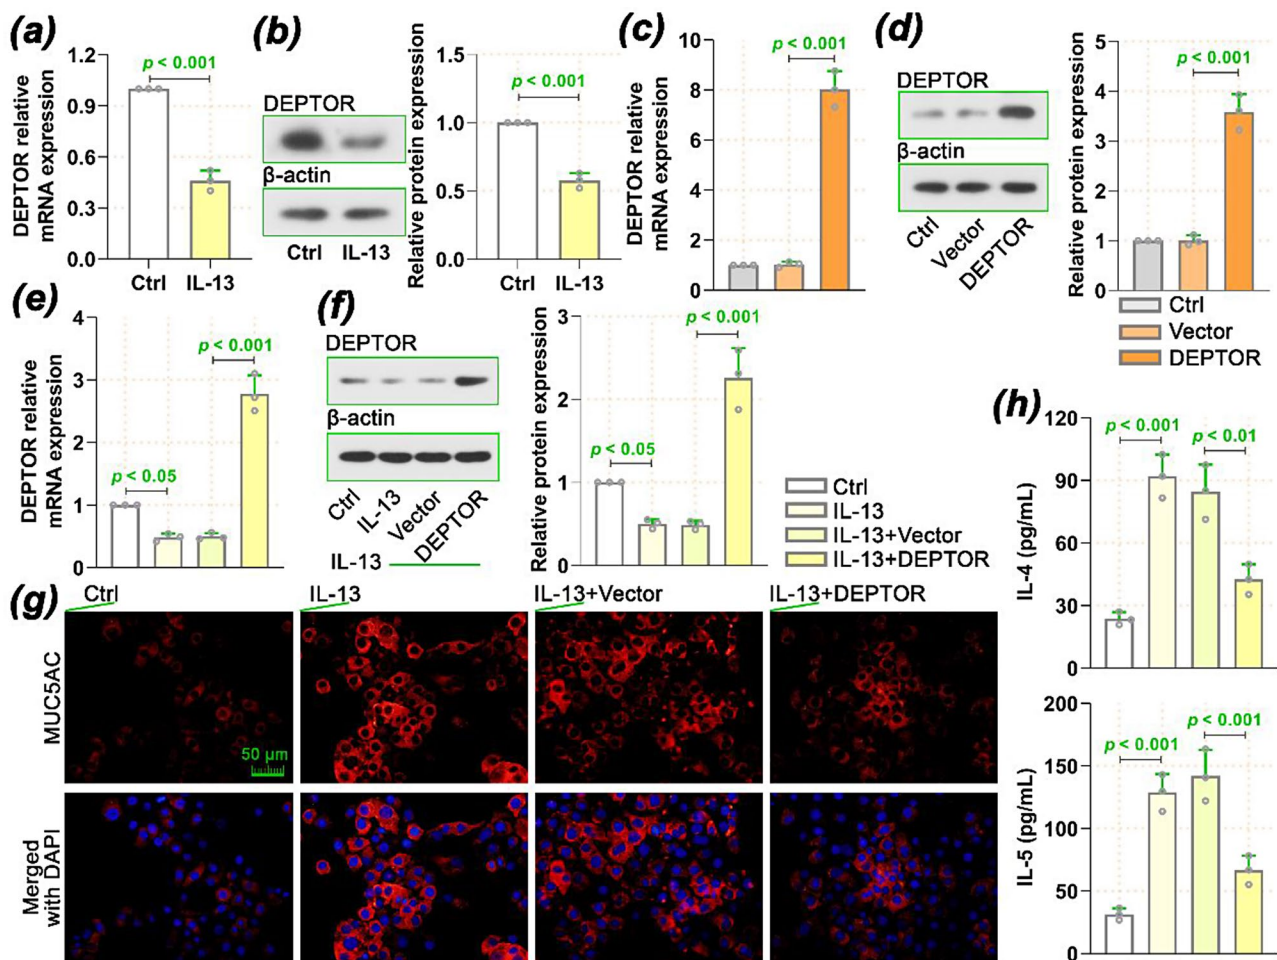 (a)
DEPTOR relative
mRNA expression
1.2
0.9
0.6
0.3
0.0
p < 0.001
Ctrl
IL-13
(b)
DEPTOR
β-actin
Ctrl
IL-13
Relative protein expression
1.5
1.0
0.5
0.0
p < 0.001
Ctrl
IL-13
(c)
DEPTOR relative
mRNA expression
10
8
6
4
2
0
p < 0.001
(d)
DEPTOR
β-actin
Ctrl
Vector
DEPTOR
Relative protein expression
5
4
3
2
1
0
p < 0.001
Ctrl
Vector
DEPTOR
(e)
DEPTOR relative
mRNA expression
4
3
2
1
0
p < 0.05
p < 0.001
(f)
DEPTOR
β-actin
Ctrl
IL-13
Vector
DEPTOR
IL-13
Relative protein expression
3
2
1
0
p < 0.05
p < 0.001
Ctrl
IL-13
IL-13+Vector
IL-13+DEPTOR
(g)
Ctrl
IL-13
IL-13+Vector
IL-13+DEPTOR
MUC5AC
50 μm
Merged
with DAPI
(h)
IL-4 (pg/mL)
120
90
60
30
0
p < 0.001
p < 0.01
IL-5 (pg/mL)
200
150
100
50
0
p < 0.001
p < 0.001